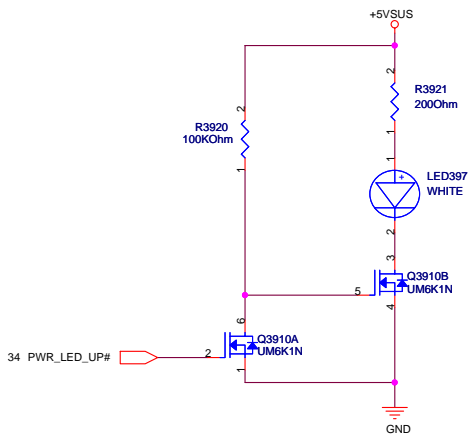 +5VSUS
2
R3921
200Ohm
1
2
R3920
100KOhm
1
1
+
LED397
WHITE
2
3
Q3910B
UM6K1N
5
4
6
Q3910A
UM6K1N
34 PWR_LED_UP#
2
1
GND